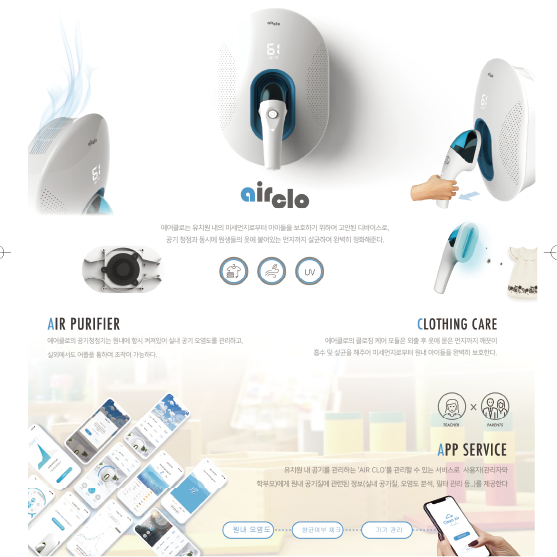 airclo
61
airclo
61
airclo
61
airclo
에어클로는 유치원 내의 미세먼지로부터 아이들을 보호하기 위하여 고안된 디바이스로,
공기 청정과 동시에 원생들의 옷에 붙어있는 먼지까지 살균하여 완벽히 정화해준다.
UV
AIR PURIFIER
에어클로의 공기청정기는 원내에 항시 켜져있어 실내 공기 오염도를 관리하고,
실외에서도 어플을 통하여 조작이 가능하다.
CLOTHING CARE
에어클로의 클로징 케어 모듈은 외출 후 옷에 묻은 먼지까지 깨끗이
흡수 및 살균을 해주어 미세먼지로부터 원내 아이들을 완벽히 보호한다.
TEACHER
X
PARENTS
APP SERVICE
유치원 내 공기를 관리하는 'AIR CLO'를 관리할 수 있는 서비스로 사용자(관리자와
학부모)에게 원내 공기질에 관련된 정보(실내 공기질, 오염도 분석, 필터 관리 등..)를 제공한다
원내 오염도
평균여부 체크
기기 관리
Clean Air